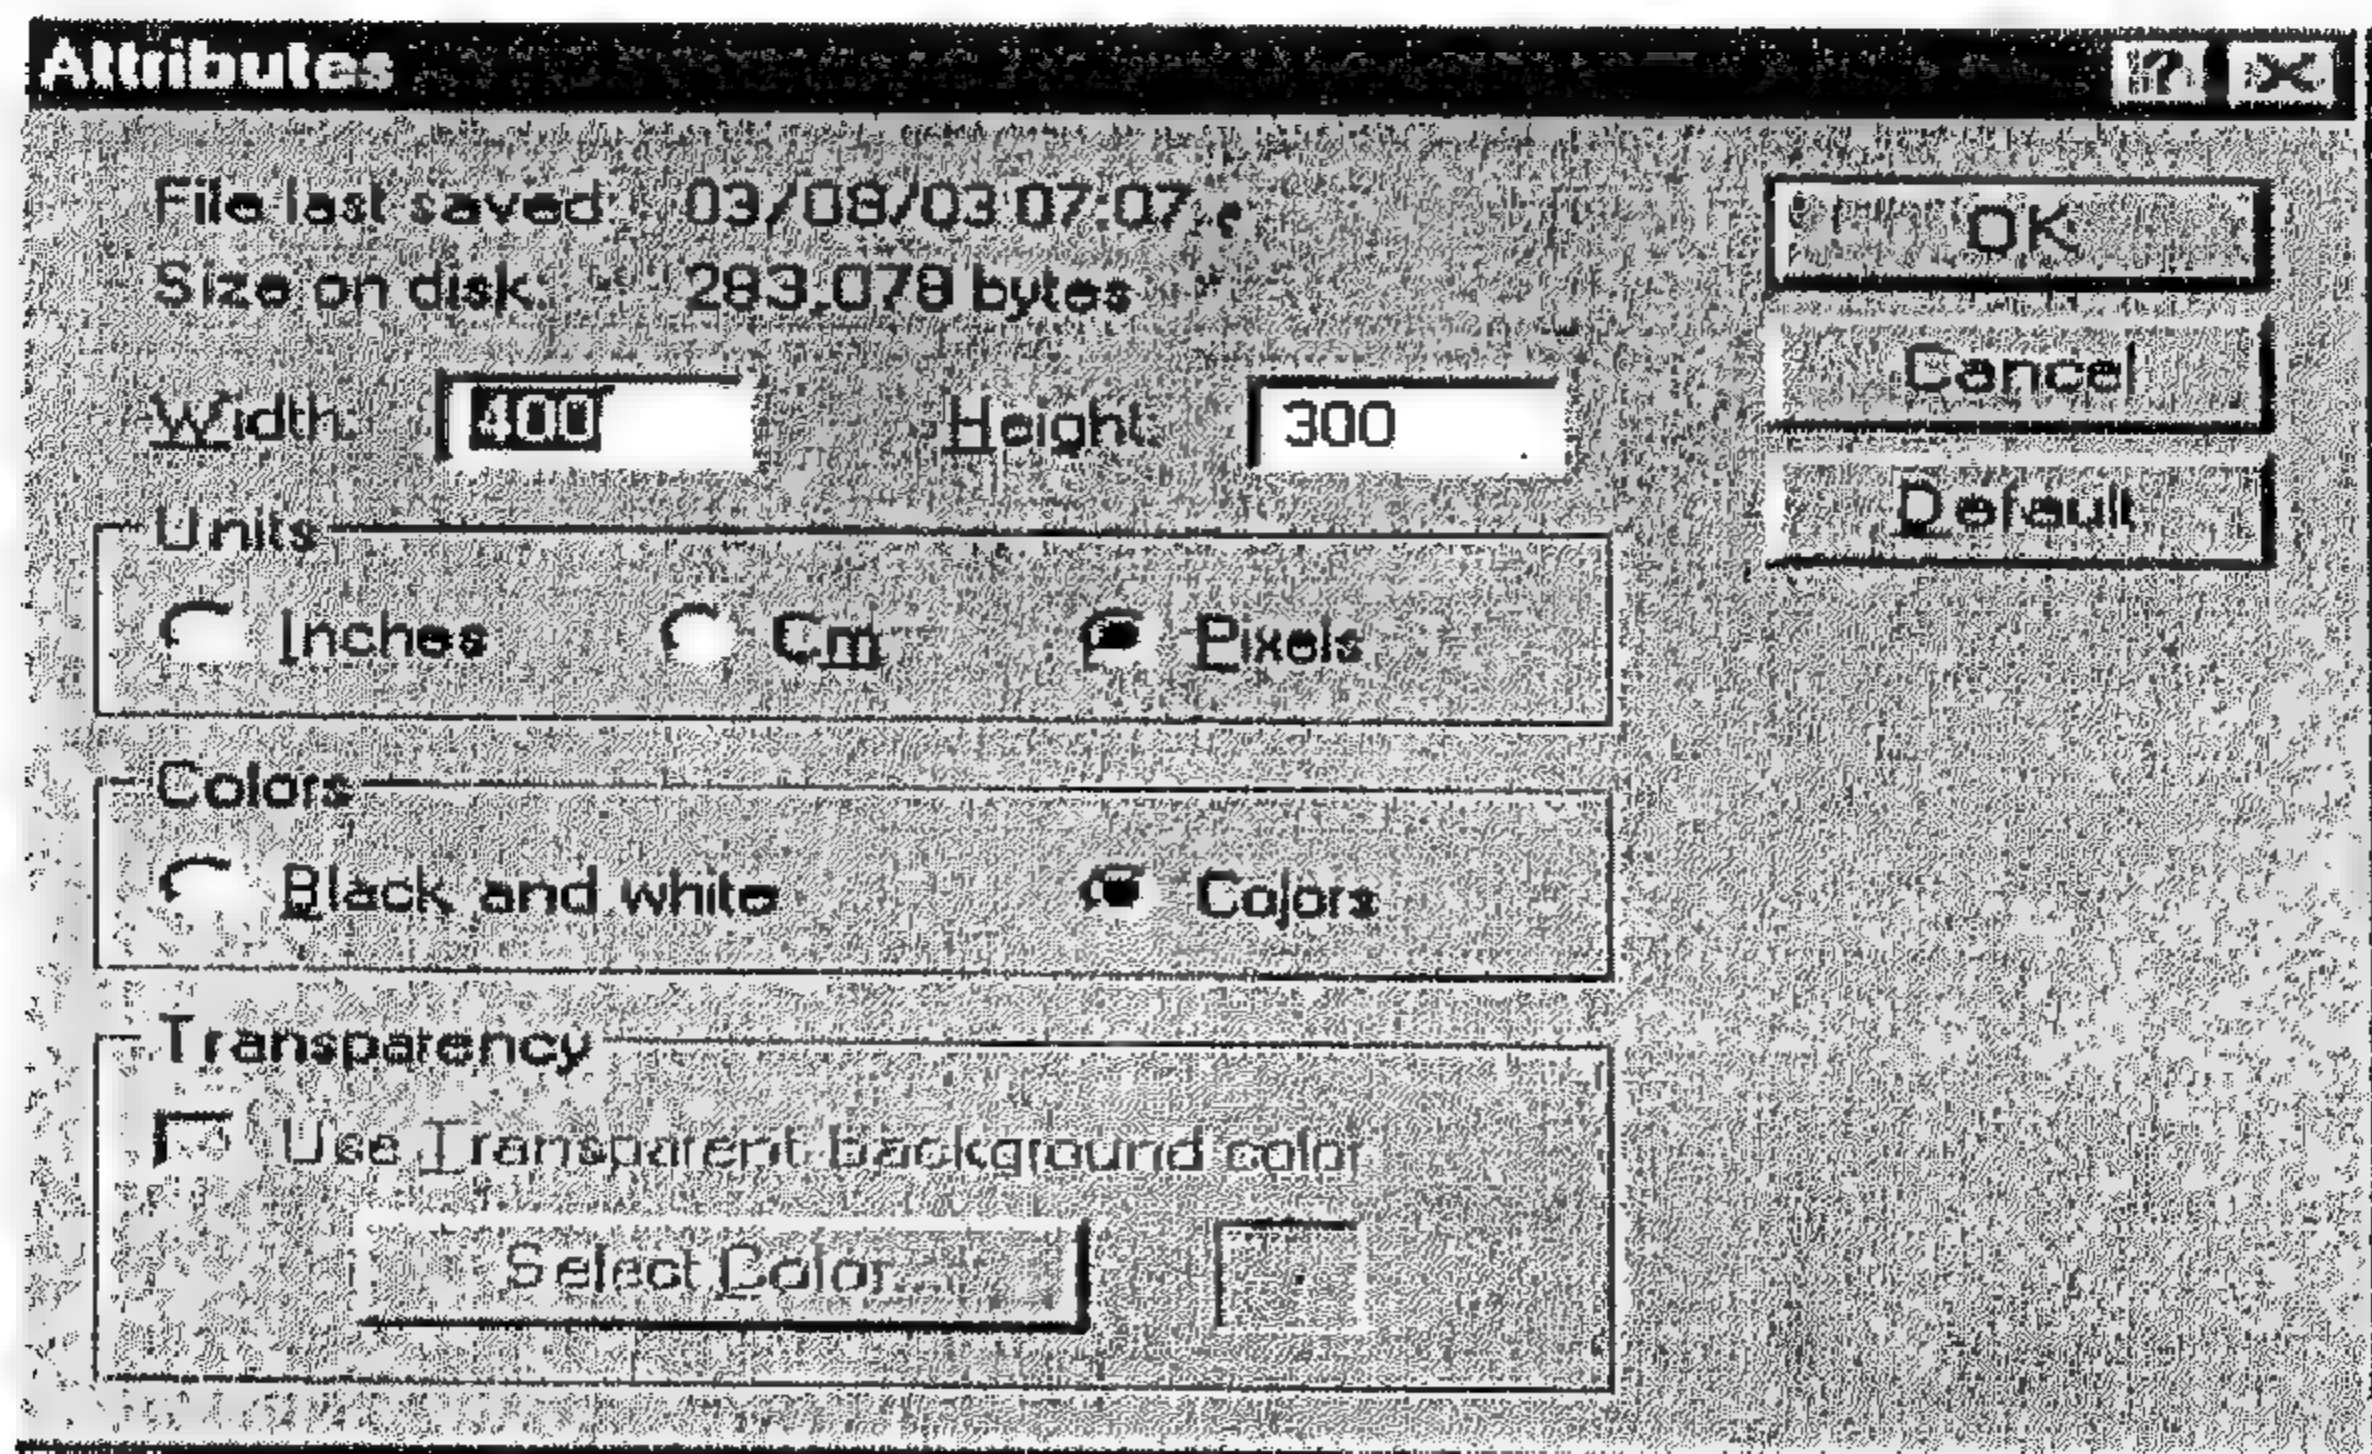 Attributes
File last saved: 03/08/03 07:07
Size on disk: 283,078 bytes
Width: 400 Height: 300
OK
Cancel
Default
Units
Inches Cm Pixels
Colors
Black and white Colors
Transparency
Use Transparent background color
Select Color...